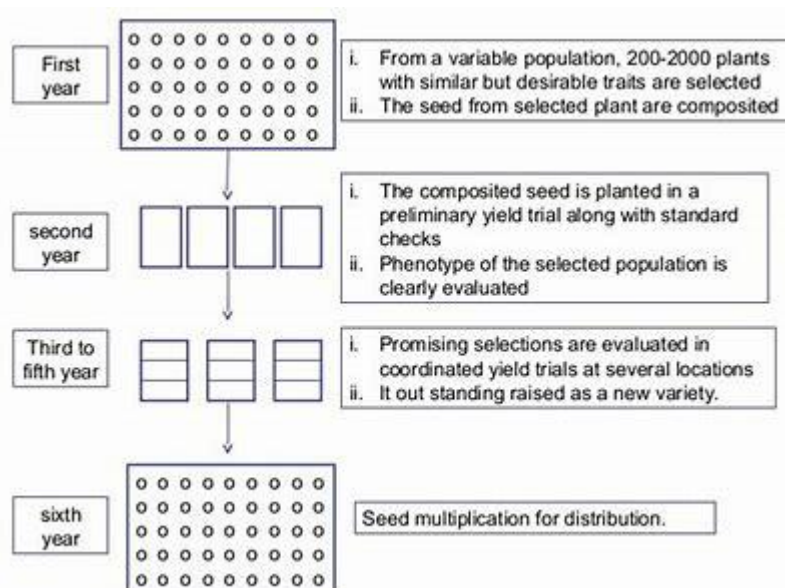 First
year
i. From a variable population, 200-2000 plants
with similar but desirable traits are selected
ii. The seed from selected plant are composited
second
year
i. The composited seed is planted in a
preliminary yield trial along with standard
checks
ii. Phenotype of the selected population is
clearly evaluated
Third to
fifth year
i. Promising selections are evaluated in
coordinated yield trials at several locations
ii. It out standing raised as a new variety.
sixth
year
Seed multiplication for distribution.